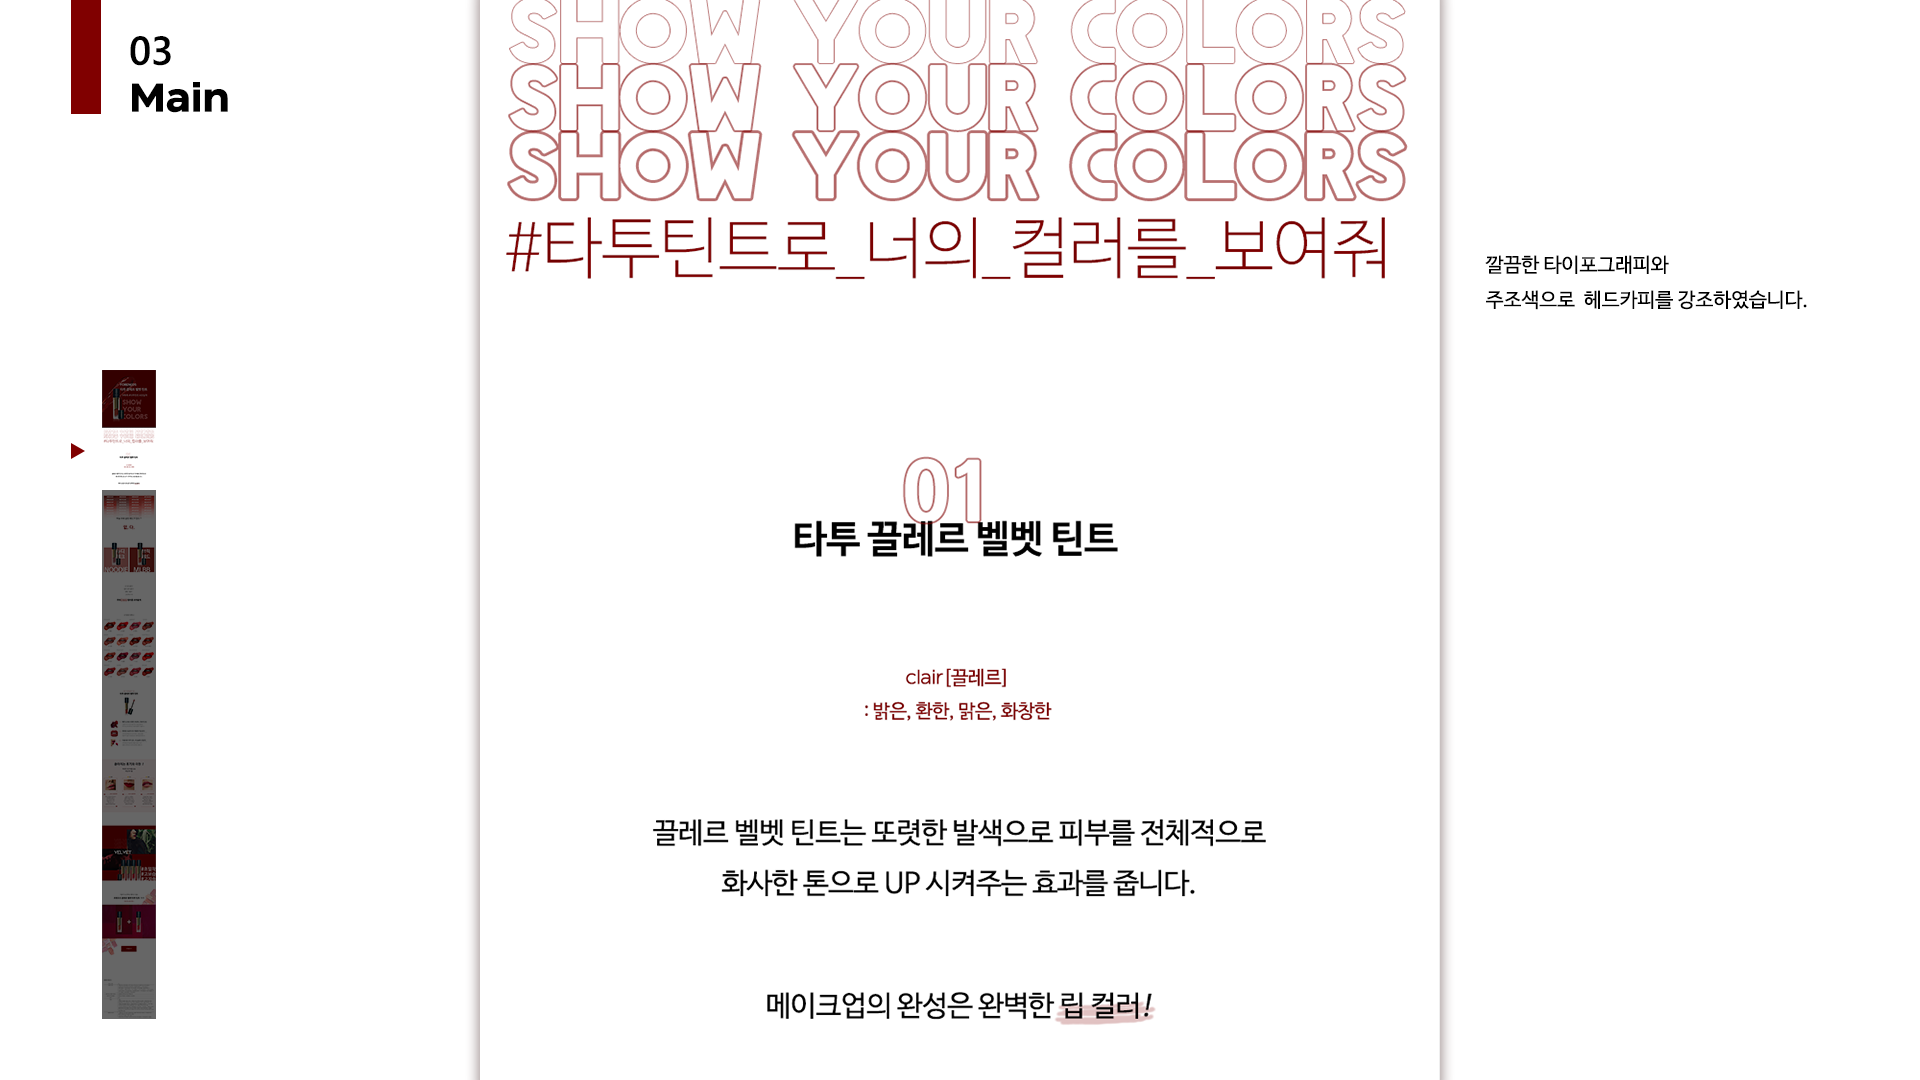 03
Main
SHOW YOUR COLORS
SHOW YOUR COLORS
SHOW YOUR COLORS
#타투틴트로_너의_컬러를_보여줘
깔끔한 타이포그래피와
주조색으로 헤드카피를 강조하였습니다.
01
타투 끌레르 벨벳 틴트
clair [끌레르]
: 밝은, 환한, 맑은, 화창한
끌레르 벨벳 틴트는 또렷한 발색으로 피부를 전체적으로
화사한 톤으로 UP 시켜주는 효과를 줍니다.
메이크업의 완성은 완벽한 립 컬러!
SHOW
YOUR
COLORS